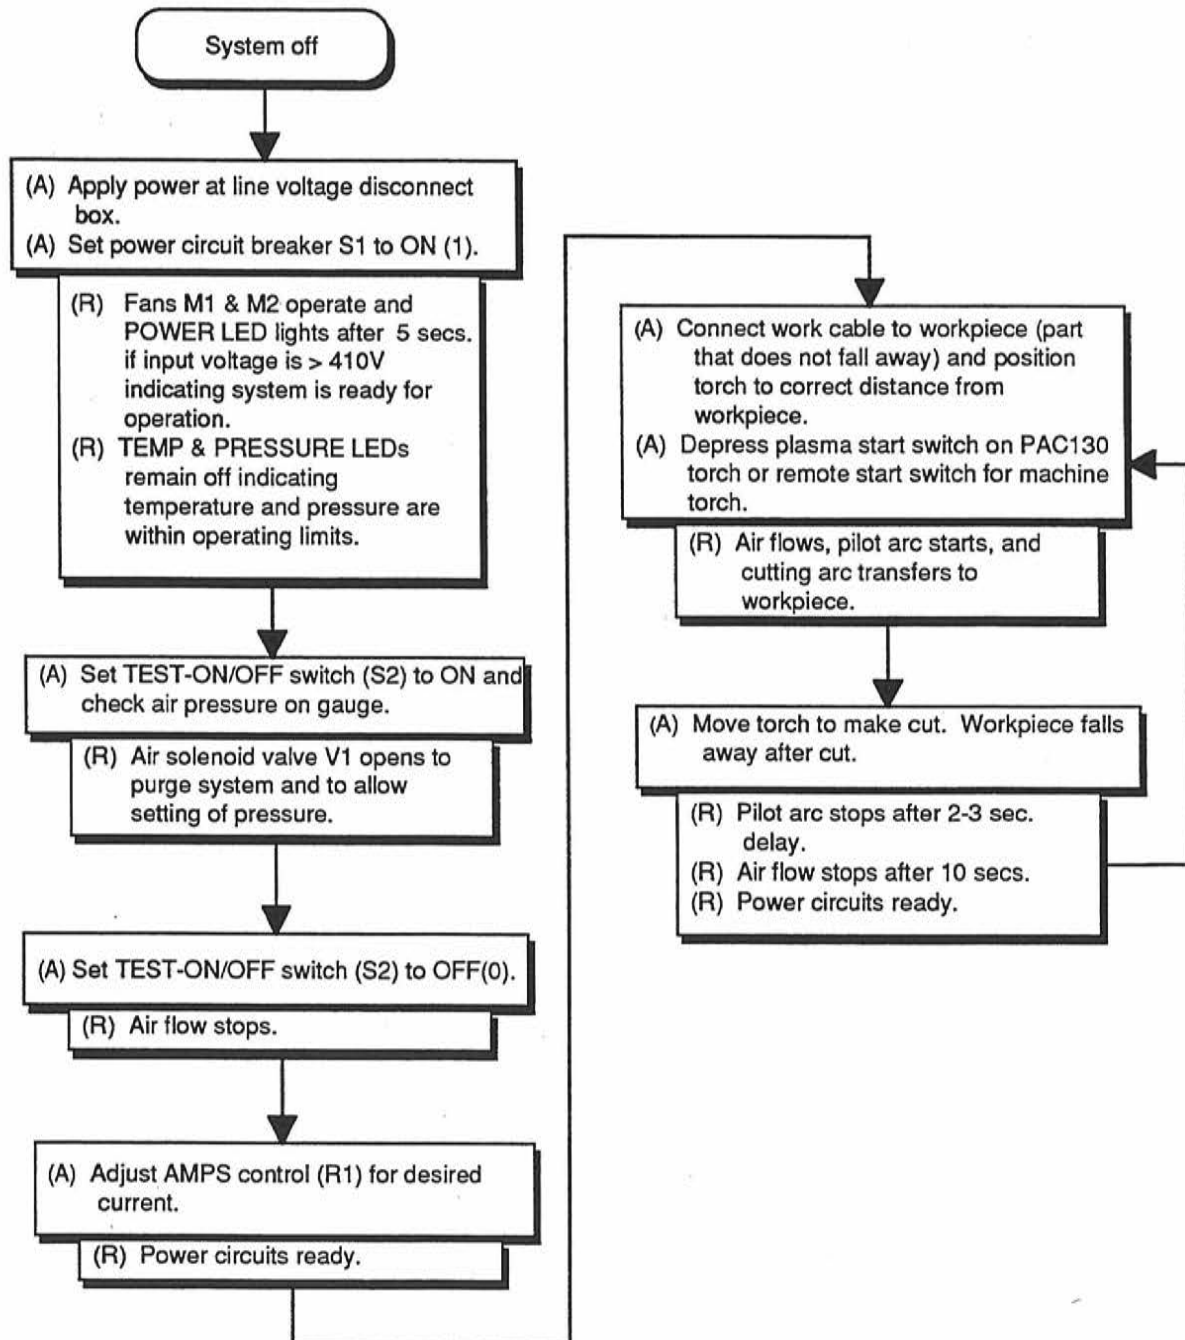 System off
(A) Apply power at line voltage disconnect
box.
(A) Set power circuit breaker S1 to ON (1).
(R) Fans M1 & M2 operate and
POWER LED lights after 5 secs.
if input voltage is > 410V
indicating system is ready for
operation.
(R) TEMP & PRESSURE LEDs
remain off indicating
temperature and pressure are
within operating limits.
(A) Set TEST-ON/OFF switch (S2) to ON and
check air pressure on gauge.
(R) Air solenoid valve V1 opens to
purge system and to allow
setting of pressure.
(A) Set TEST-ON/OFF switch (S2) to OFF(0).
(R) Air flow stops.
(A) Adjust AMPS control (R1) for desired
current.
(R) Power circuits ready.
(A) Connect work cable to workpiece (part
that does not fall away) and position
torch to correct distance from
workpiece.
(A) Depress plasma start switch on PAC130
torch or remote start switch for machine
torch.
(R) Air flows, pilot arc starts, and
cutting arc transfers to
workpiece.
(A) Move torch to make cut. Workpiece falls
away after cut.
(R) Pilot arc stops after 2-3 sec.
delay.
(R) Air flow stops after 10 secs.
(R) Power circuits ready.